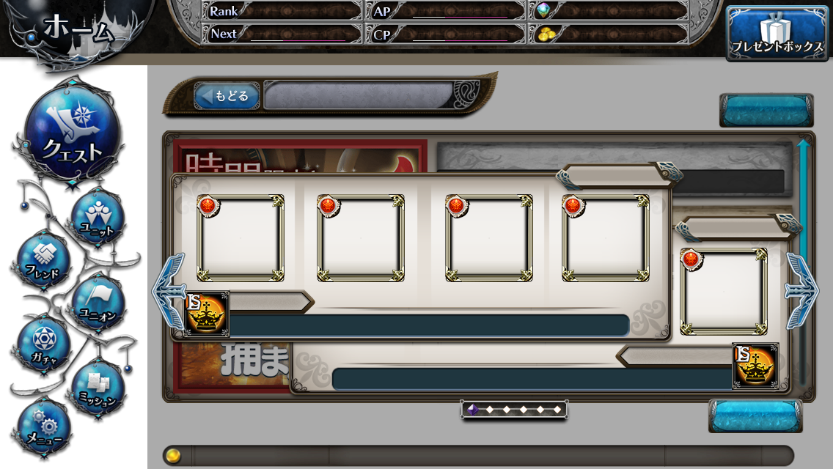 ホーム
Rank
AP
Next
CP
プレゼントボックス
もどる
クエスト
ユニット
フレンド
ユニオン
ガチャ
ミッション
メニュー
LS
捕ま
LS